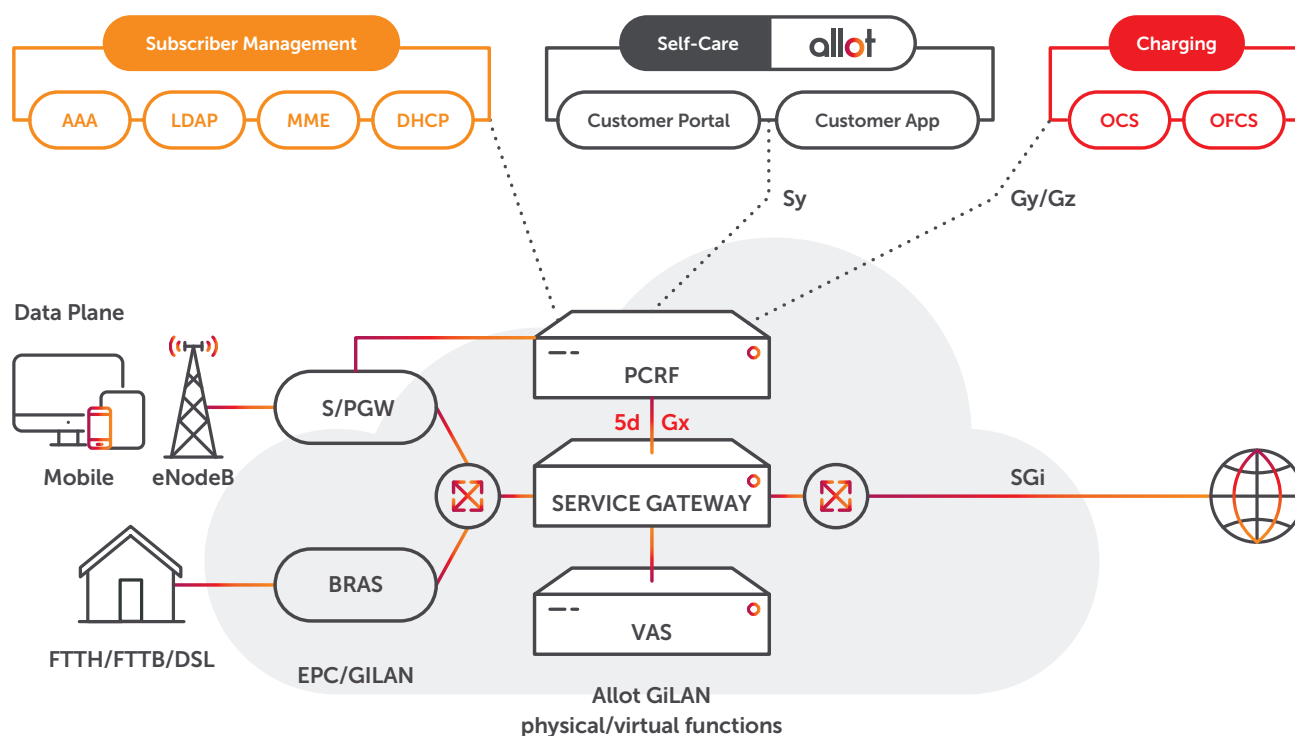 Subscriber Management
AAA
LDAP
MME
DHCP
Self-Care
allot
Customer Portal
Customer App
Charging
OCS
OFCS
Sy
Gy/Gz
Data Plane
Mobile
eNodeB
S/PGW
PCRF
5d
Gx
SERVICE GATEWAY
SGi
FTTH/FTTB/DSL
BRAS
EPC/GILAN
VAS
Allot GiLAN
physical/virtual functions